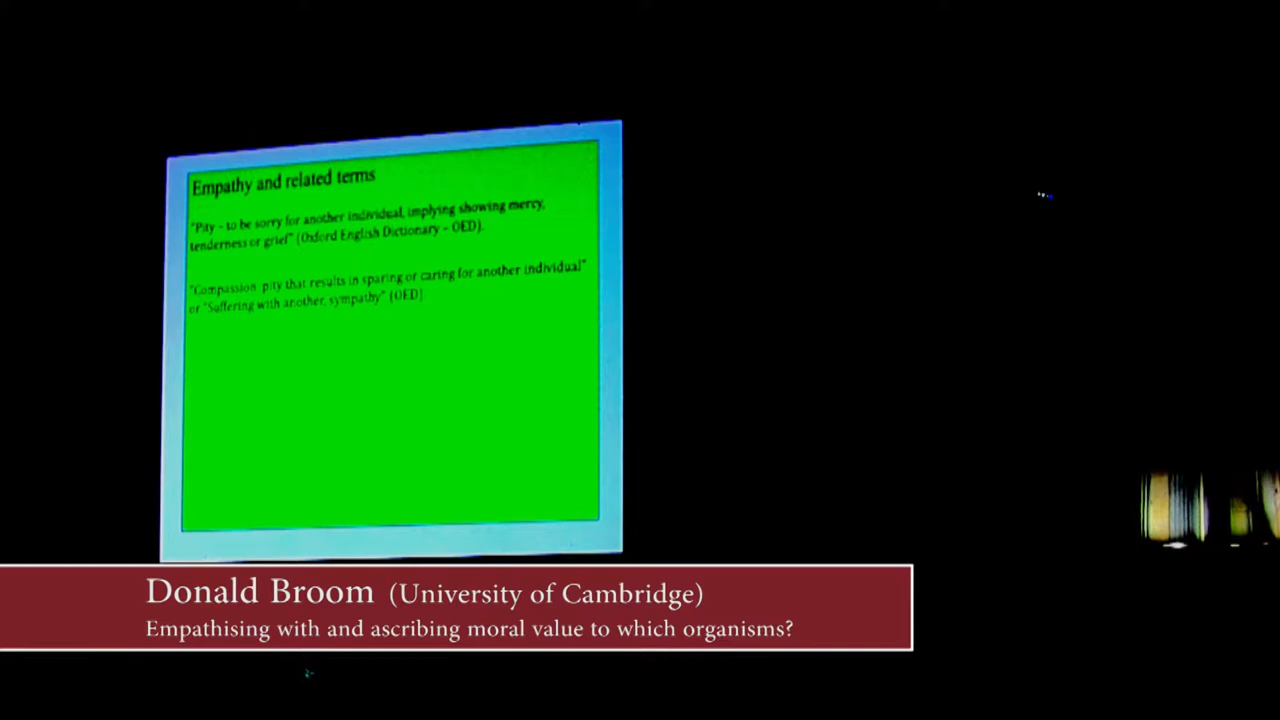 Empathy and related terms
"Pity - to be sorry for another individual, implying showing mercy,
tenderness or grief" (Oxford English Dictionary – OED).
"Compassion pity that results in sparing or caring for another individual"
or "Suffering with another, sympathy" (OED)
Donald Broom (University of Cambridge)
Empathising with and ascribing moral value to which organisms?